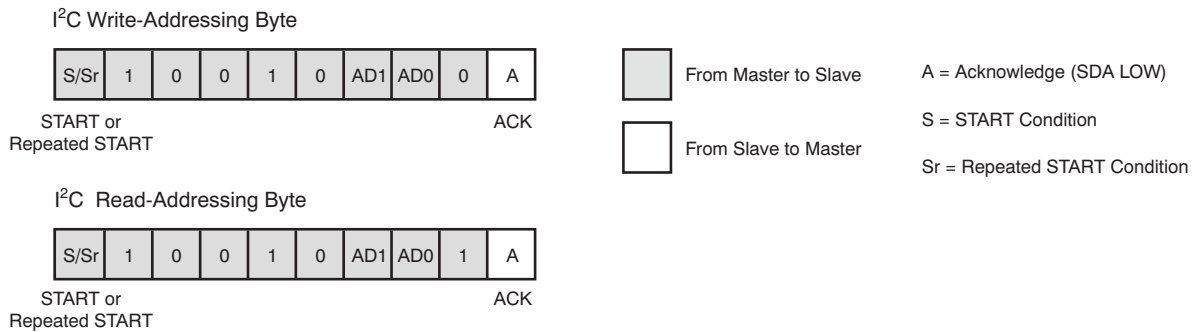 I²C Write-Addressing Byte
S/Sr 1 0 0 1 0 AD1 AD0 0 A
START or
Repeated START
ACK
I²C Read-Addressing Byte
S/Sr 1 0 0 1 0 AD1 AD0 1 A
START or
Repeated START
ACK
From Master to Slave
From Slave to Master
A = Acknowledge (SDA LOW)
S = START Condition
Sr = Repeated START Condition